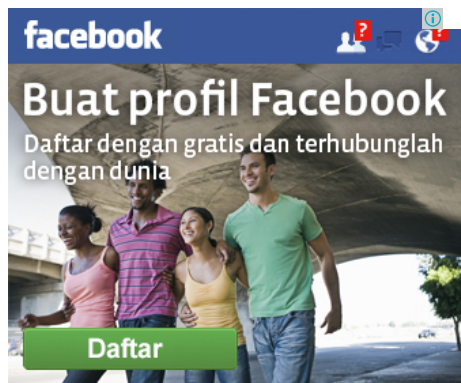 facebook
?
Buat profil Facebook
Daftar dengan gratis dan terhubunglah
dengan dunia
Daftar